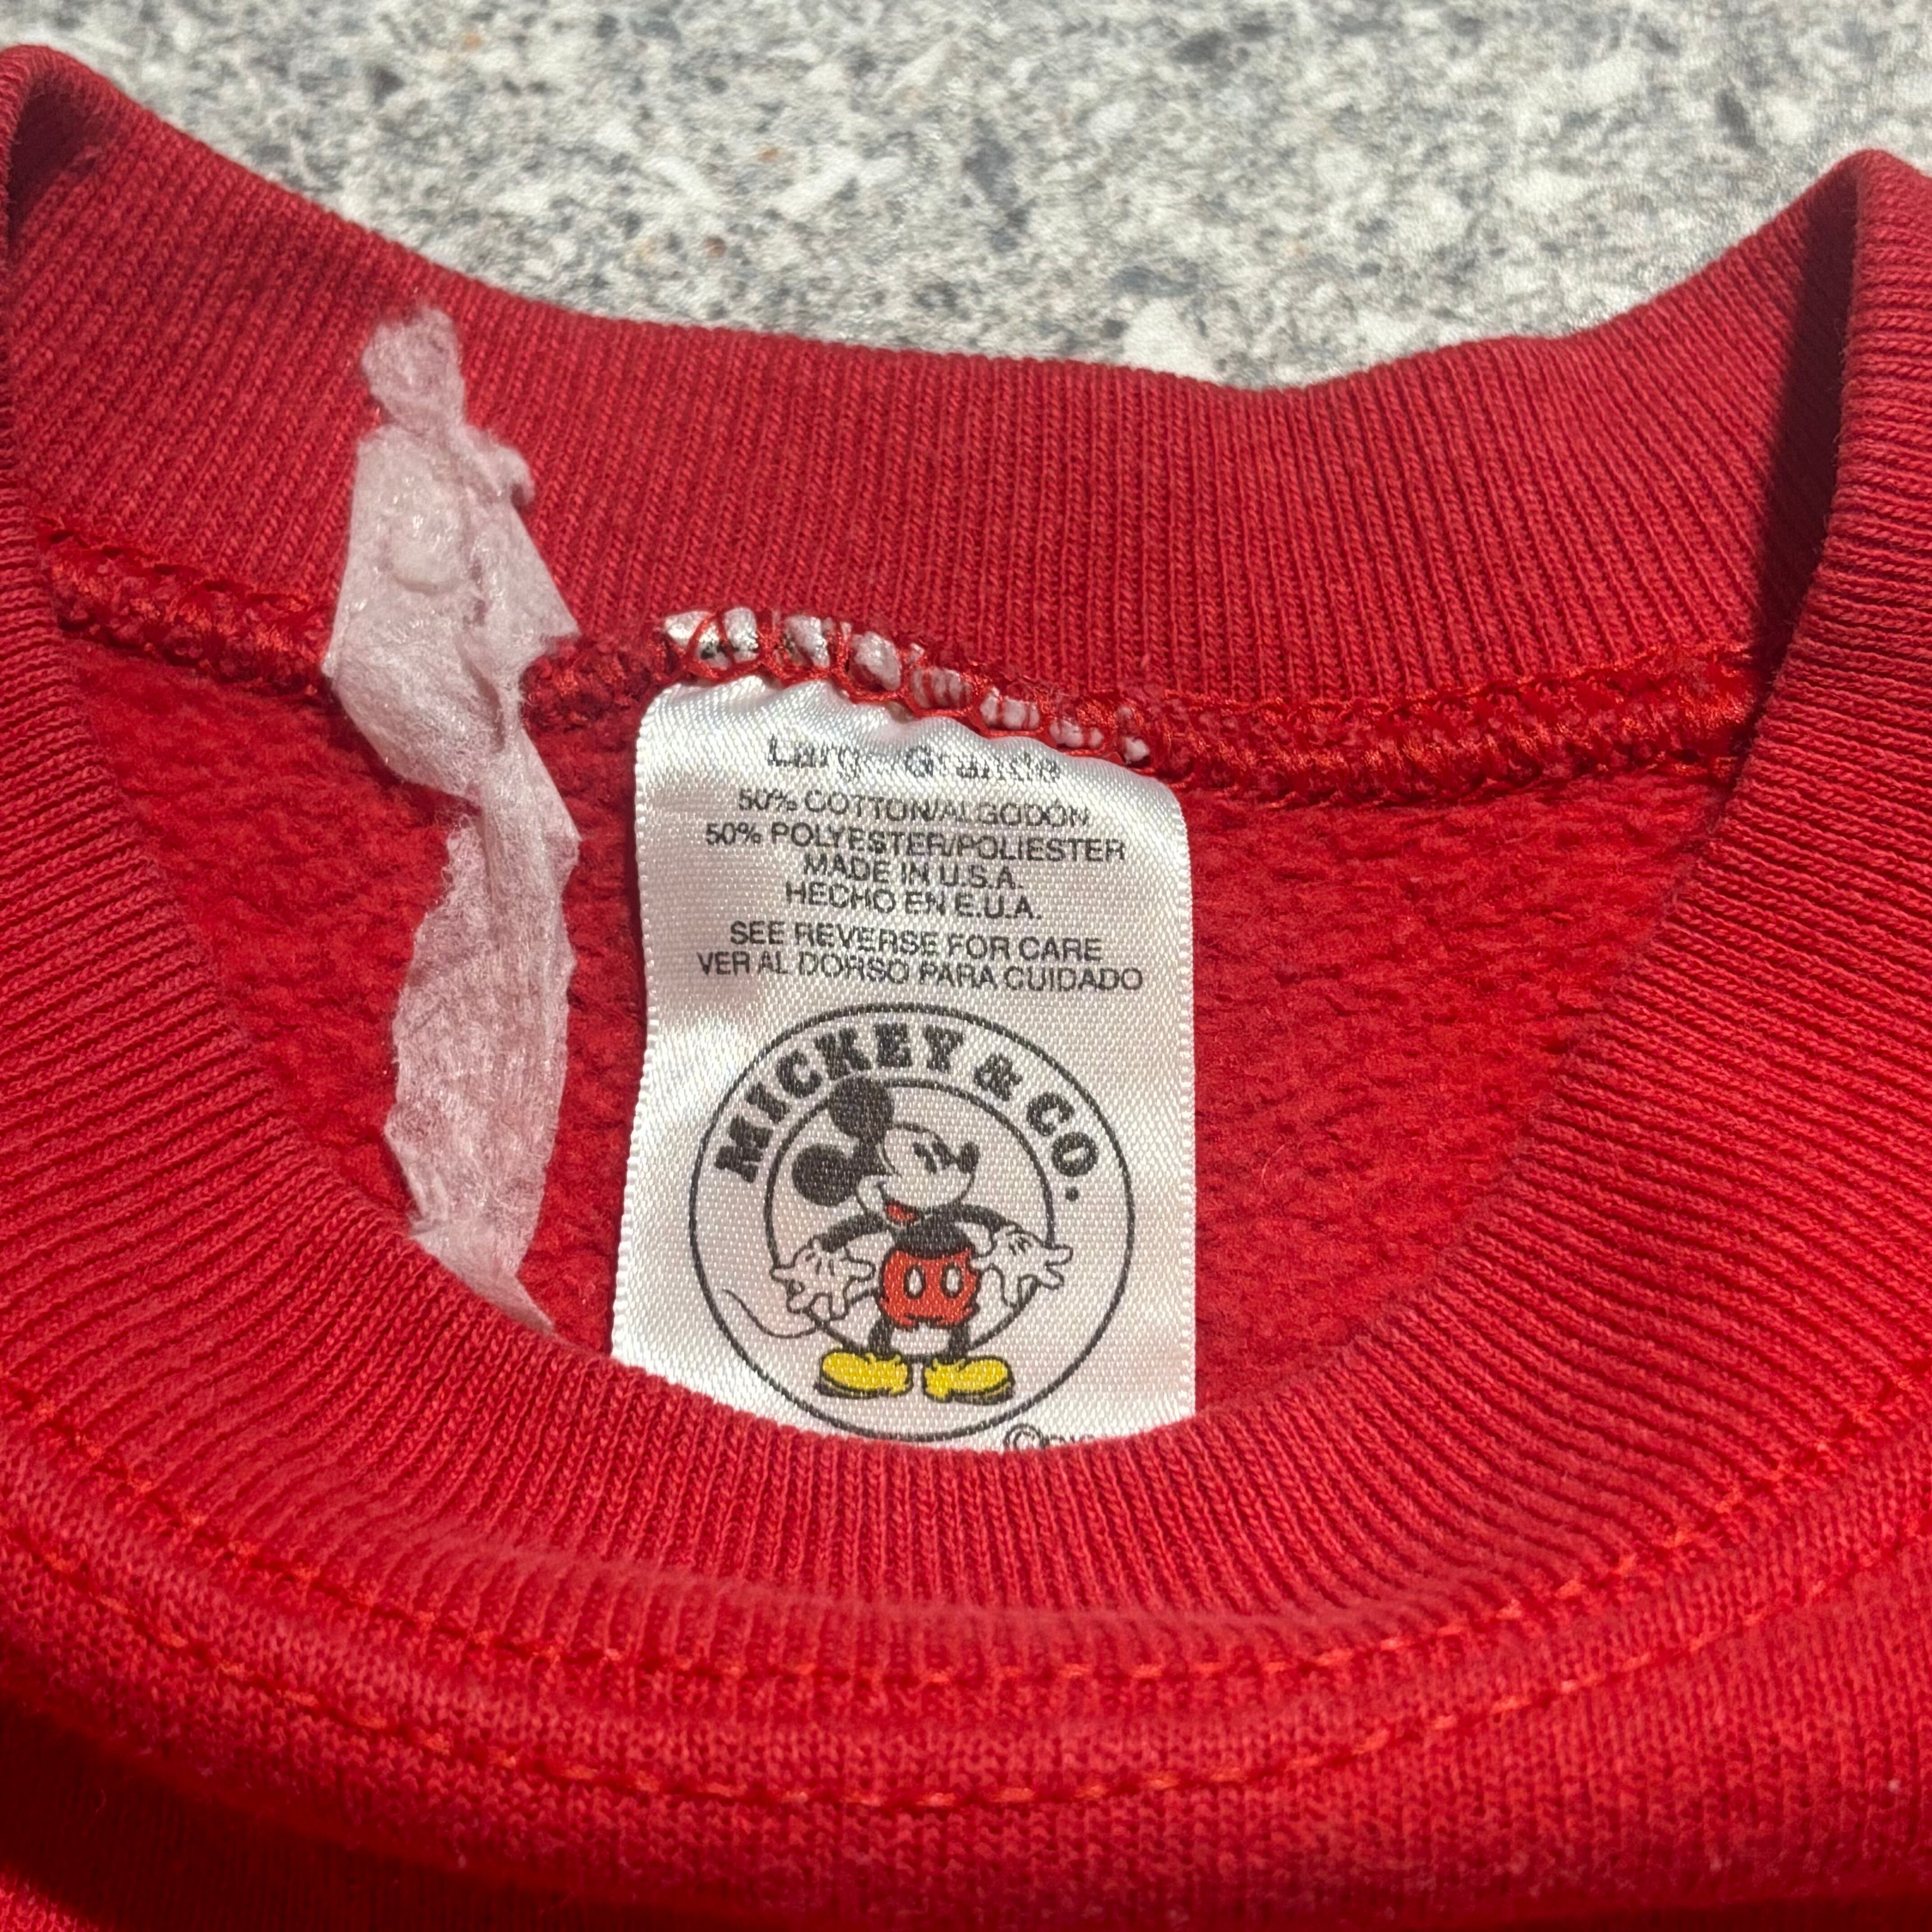 Large Grande
50% COTTON/ALGODÓN
50% POLYESTER/POLIESTER
MADE IN U.S.A.
HECHO EN E.U.A.
SEE REVERSE FOR CARE
VER AL DORSO PARA CUIDADO
MICKEY & CO.
©